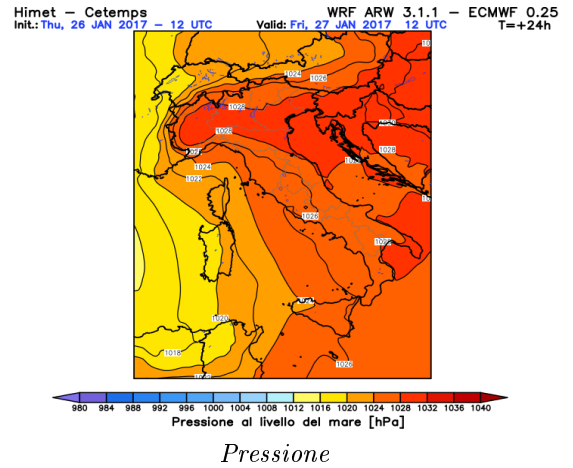 Himet – Cetemps WRF ARW 3.1.1 – ECMWF 0.25
Init.: Thu, 26 JAN 2017 – 12 UTC Valid: Fri, 27 JAN 2017 12 UTC T=+24h
1024
1026
1028
1028
1024
1022
1028
1026
1020
1018
1026
980 984 988 992 996 1000 1004 1008 1012 1016 1020 1024 1028 1032 1036 1040
Pressione al livello del mare [hPa]
Pressione